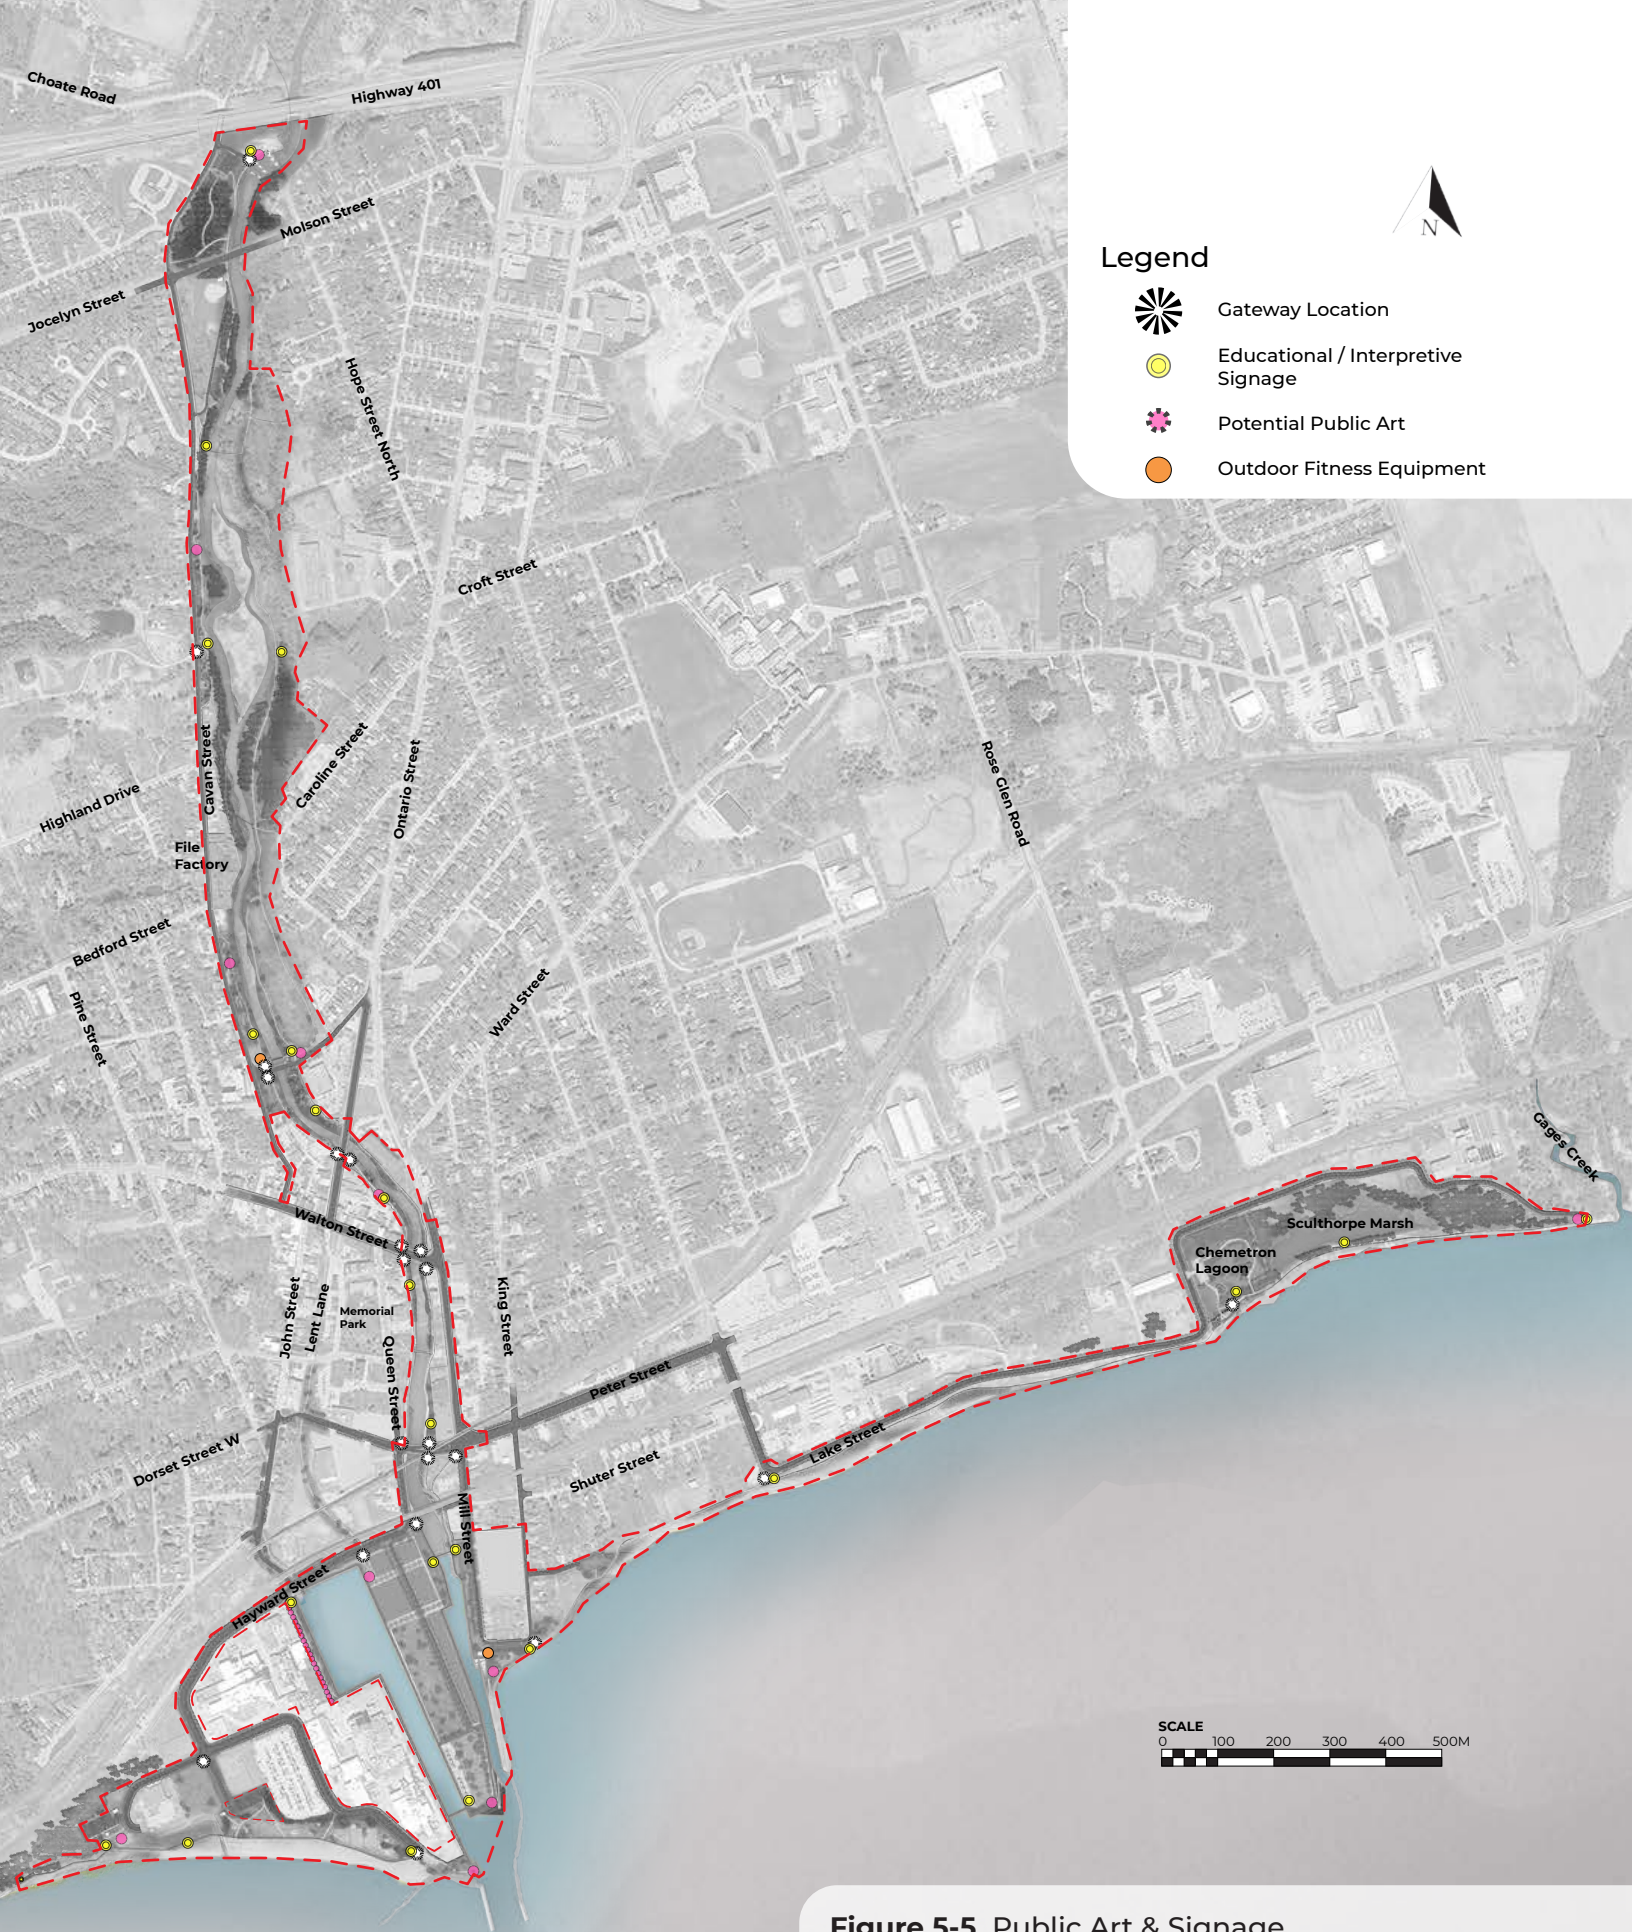 Choate Road
Highway 401
Molson Street
Jocelyn Street
N
Legend
Gateway Location
Educational / Interpretive
Signage
Potential Public Art
Outdoor Fitness Equipment
Hope Street North
Croft Street
Cavan Street
Caroline Street
Ontario Street
Rose Glen Road
Highland Drive
File
Factory
Google Earth
Bedford Street
Pine Street
Ward Street
Gages Creek
Walton Street
Sculthorpe Marsh
Chemetron
Lagoon
John Street
Lent Lane
Memorial
Park
Queen Street
King Street
Peter Street
Dorset Street W
Lake Street
Shuter Street
Mill Street
Hayward Street
SCALE
0 100 200 300 400 500M
Figure 5-5 Public Art & Signage